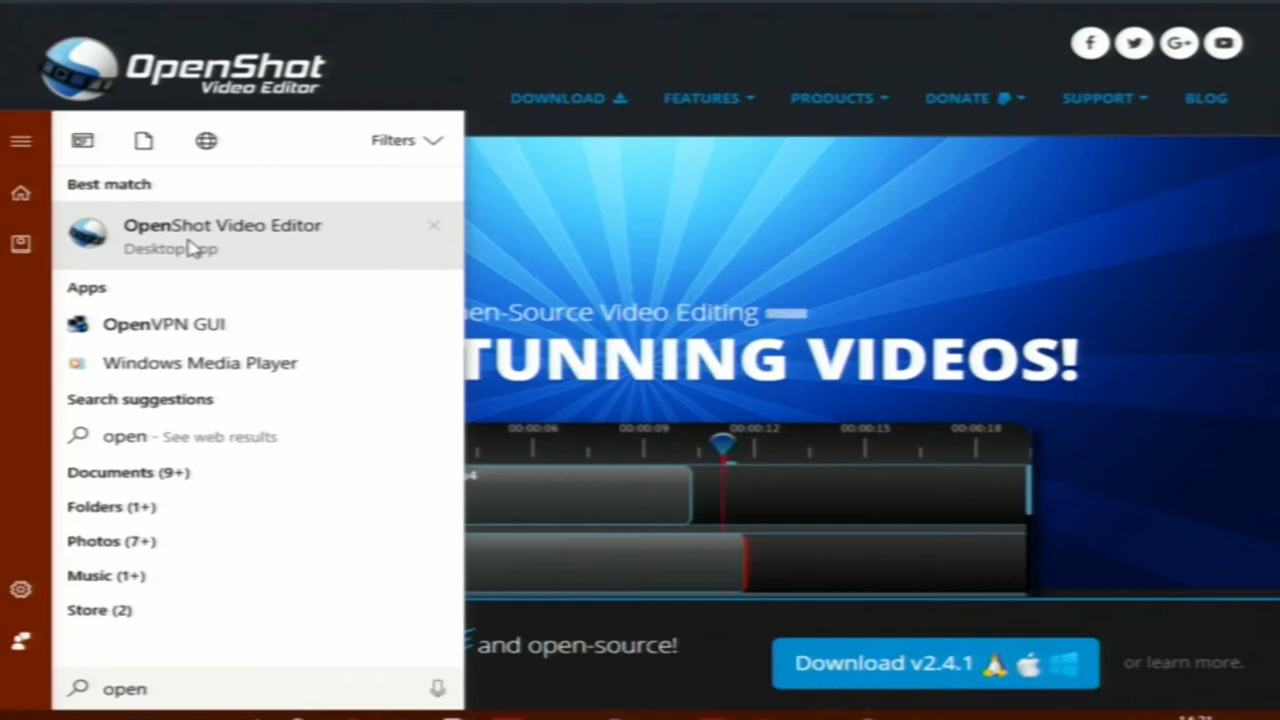 OpenShot
Video Editor
DOWNLOAD
FEATURES
PRODUCTS
DONATE
SUPPORT
BLOG
Filters
Best match
OpenShot Video Editor
Desktop app
Apps
OpenVPN GUI
Windows Media Player
Search suggestions
open - See web results
Documents (9+)
Folders (1+)
Photos (7+)
Music (1+)
Store (2)
open
en-Source Video Editing
TUNNING VIDEOS!
00:00:06
00:00:09
00:00:12
00:00:15
00:00:18
and open-source!
Download v2.4.1
or learn more.